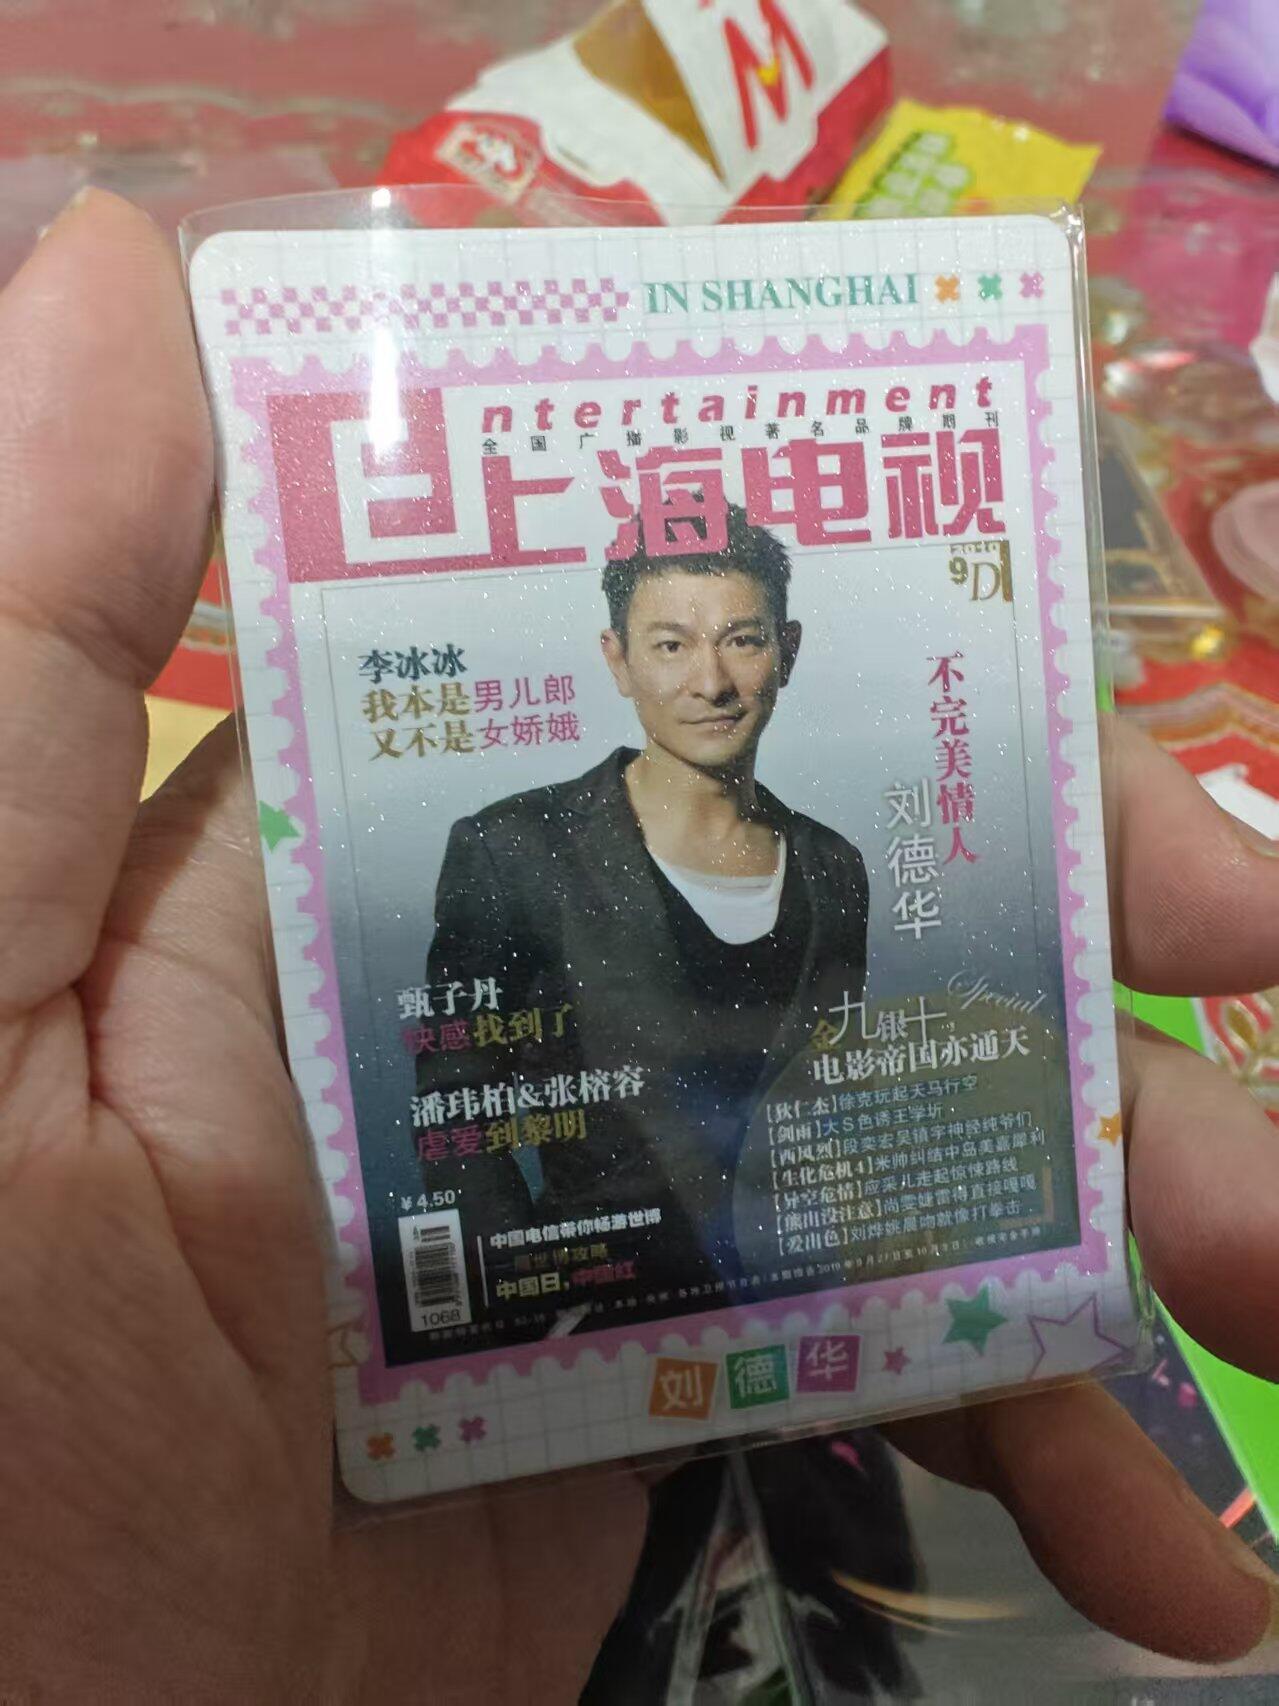 M
IN SHANGHAI
Entertainment
全国广播影视著名品牌期刊
上海电视
2010
9D
李冰冰
我本是男儿郎
又不是女娇娥
不完美情人
刘德华
甄子丹
快感找到了
潘玮柏&张榕容
虐爱到黎明
Special
金九银十,
电影帝国亦通天
【狄仁杰】徐克玩起天马行空
【剑雨】大S色诱王学圻
【西风烈】段奕宏吴镇宇神经纯爷们
【生化危机4】米帅纠结中岛美嘉犀利
【异空危情】应采儿走起惊悚路线
【熊出没注意】尚雯婕雷得直接嘎嘎
【爱出色】刘烨姚晨吻就像打拳击
¥4.50
1068
中国电信带你畅游世博
世博攻略
中国日,中国红
刘德华